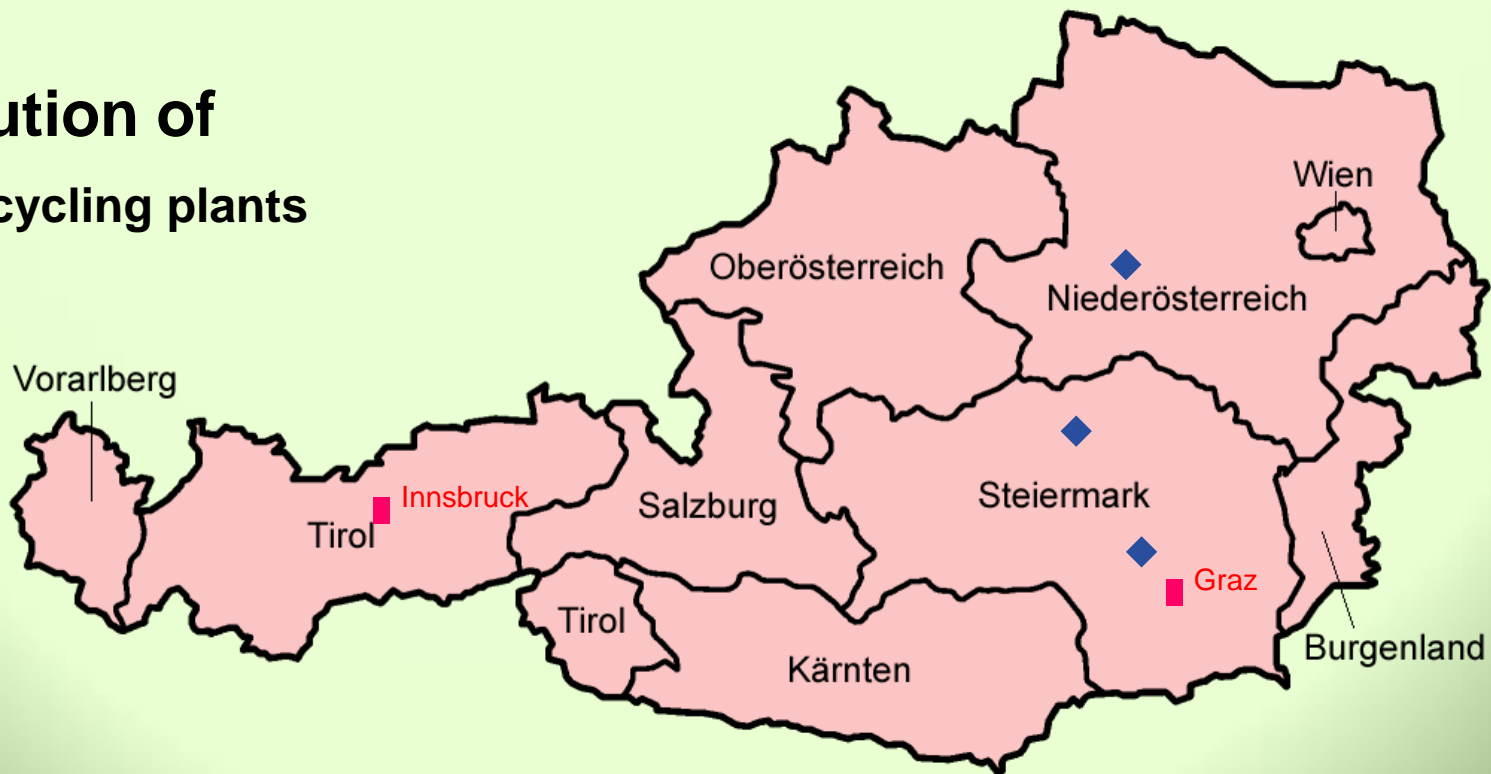 ution of
cycling plants
Wien
Oberösterreich
Niederösterreich
Vorarlberg
Innsbruck
Tirol
Salzburg
Steiermark
Graz
Tirol
Kärnten
Burgenland